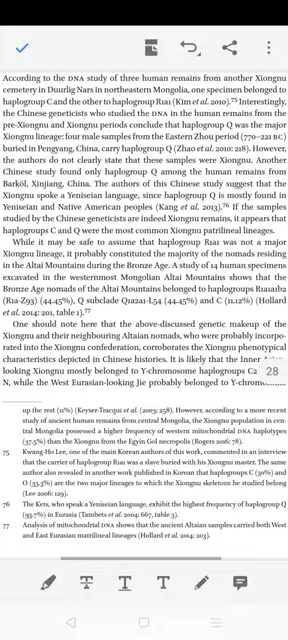 According to the DNA study of three human remains from another Xiongnu
cemetery in Duurlig Nars in northeastern Mongolia, one specimen belonged to
haplogroup C and the other to haplogroup R1a1 (Kim et al. 2010).75 Interestingly,
the Chinese geneticists who studied the DNA in the human remains from the
pre-Xiongnu and Xiongnu periods conclude that haplogroup Q was the major
Xiongnu lineage: four male samples from the Eastern Zhou period (770–221 BC)
buried in Pengyang, China, carry haplogroup Q (Zhao et al. 2010: 218). However,
the authors do not clearly state that these samples were Xiongnu. Another
Chinese study found only haplogroup Q among human remains from
Barköl, Xinjiang, China. The authors of this Chinese study suggest that the
Xiongnu spoke a Yeniseian language, since haplogroup Q is mostly found in
Yeniseian and Native American peoples (Kang et al. 2013).76 If the samples
studied by the Chinese geneticists are indeed Xiongnu remains, it appears that
haplogroups C and Q were the most common Xiongnu patrilineal lineages.
While it may be safe to assume that haplogroup R1a1 was not a major
Xiongnu lineage, it probably constituted the majority of the nomads residing
in the Altai Mountains during the Bronze Age. A study of 14 human specimens
excavated in the westernmost Mongolian Altai Mountains shows that the
Bronze Age nomads of the Altai Mountains belonged to haplogroups R1a1a1b2
(R1a-Z93) (44.45%), Q subclade Q1a2a1-L54 (44.45%) and C (11.12%) (Hollard
et al. 2014: 201, table 1).77
One should note here that the above-discussed genetic makeup of the
Xiongnu and their neighbouring Altaian nomads, who were probably incorpo-
rated into the Xiongnu confederation, corroborates the Xiongnu phenotypical
characteristics depicted in Chinese histories. It is likely that the Inner
looking Xiongnu mostly belonged to Y-chromosome haplogroups
28
N, while the West Eurasian-looking Jie probably belonged to
up the rest (11%) (Keyser-Tracqui et al. (2003: 258). However, according to a more recent
study of ancient human remains from central Mongolia, the Xiongnu population in cen-
tral Mongolia possessed a higher frequency of western mitochondrial DNA haplotypes
(37.5%) than the Xiongnu from the Egyin Gol necropolis (Rogers 2016: 78).
75 Kwang-Ho Lee, one of the main Korean authors of this work, commented in an interview
that the carrier of haplogroup R1a1 was a slave buried with his Xiongnu master. The same
author also revealed in another work published in Korean that haplogroups C (50%) and
O (33.3%) are the two major lineages to which the Xiongnu skeletons he studied belong
(Lee 2006: 129).
76 The Kets, who speak a Yeniseian language, exhibit the highest frequency of haplogroup Q
(93.7%) in Eurasia (Tambets et al. 2004: 667, table 3).
77 Analysis of mitochondrial DNA shows that the ancient Altaian samples carried both West
and East Eurasian matrilineal lineages (Hollard et al. 2014: 203).